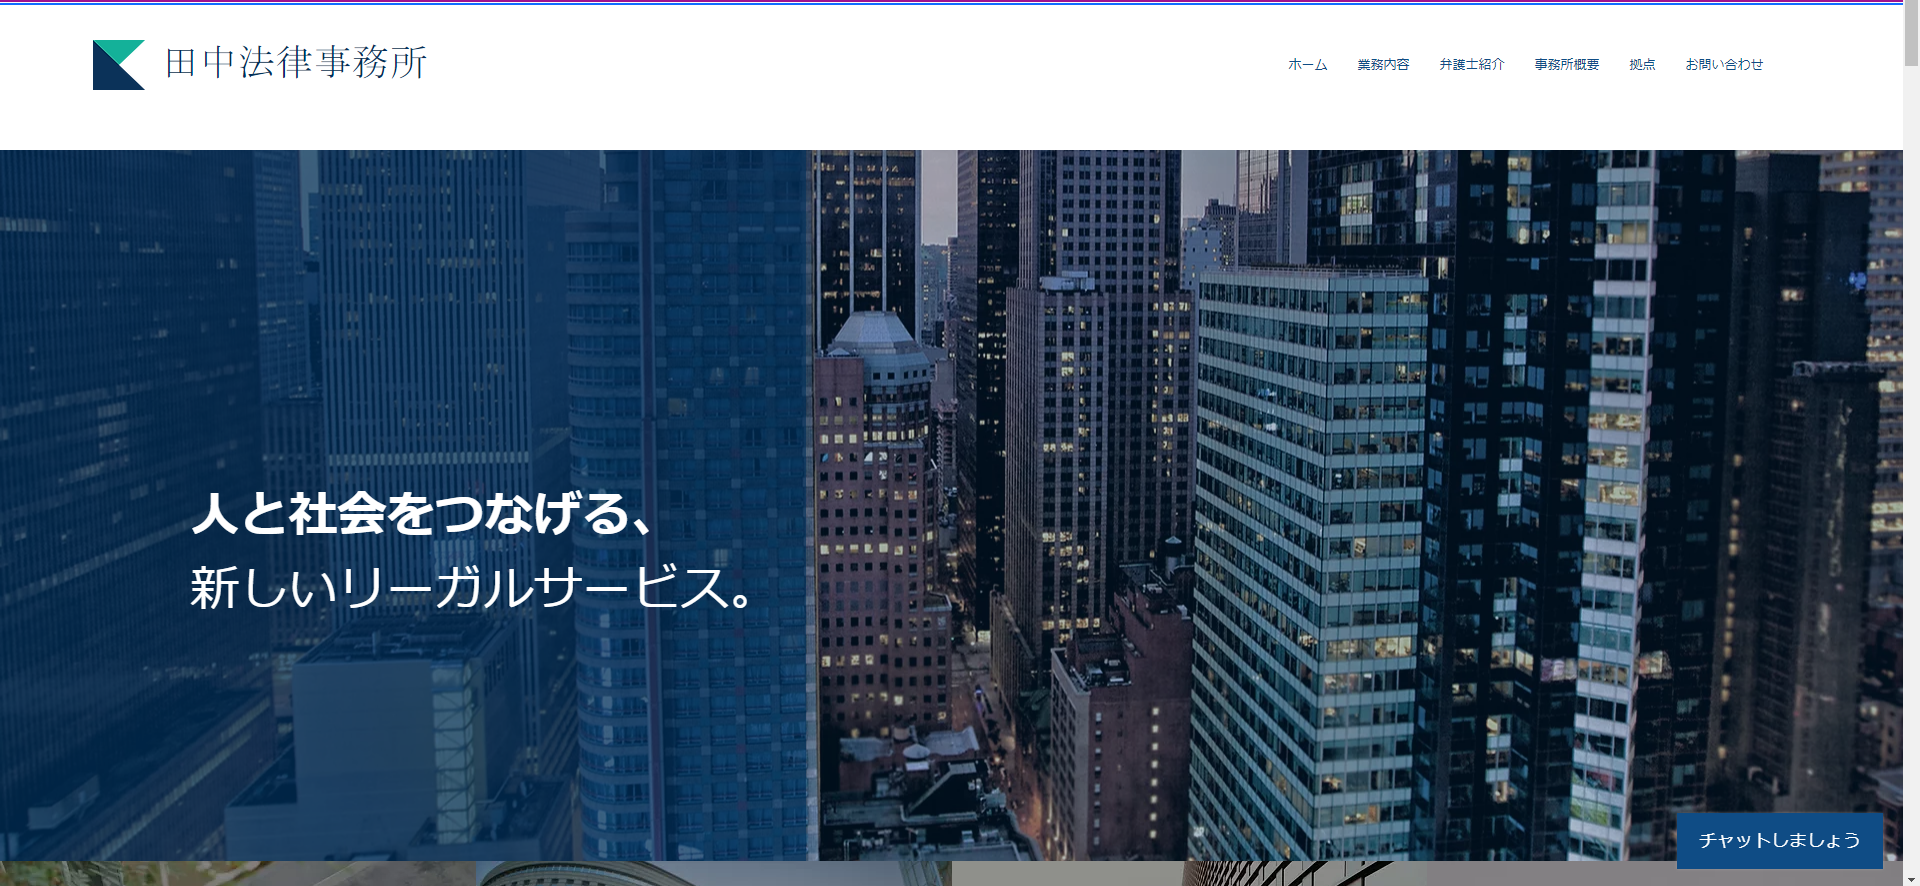 田中法律事務所
ホーム 業務内容 弁護士紹介 事務所概要 拠点 お問い合わせ
人と社会をつなげる、
新しいリーガルサービス。
チャットしましょう